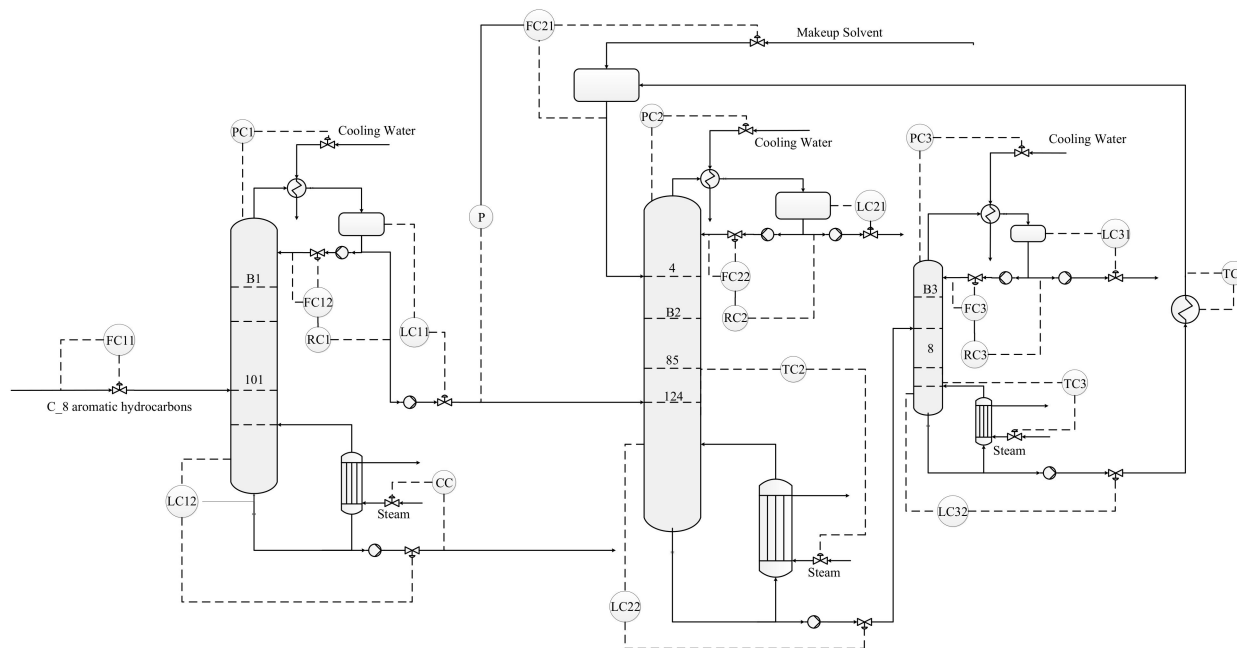 FC21
Makeup Solvent
PC1
Cooling Water
PC2
Cooling Water
PC3
Cooling Water
P
LC21
LC31
TC
4
B1
FC12
FC22
B3
FC3
B2
RC2
FC11
RC1
LC11
RC3
8
85
TC2
101
124
TC3
C_8 aromatic hydrocarbons
Steam
LC12
CC
Steam
LC32
Steam
LC22